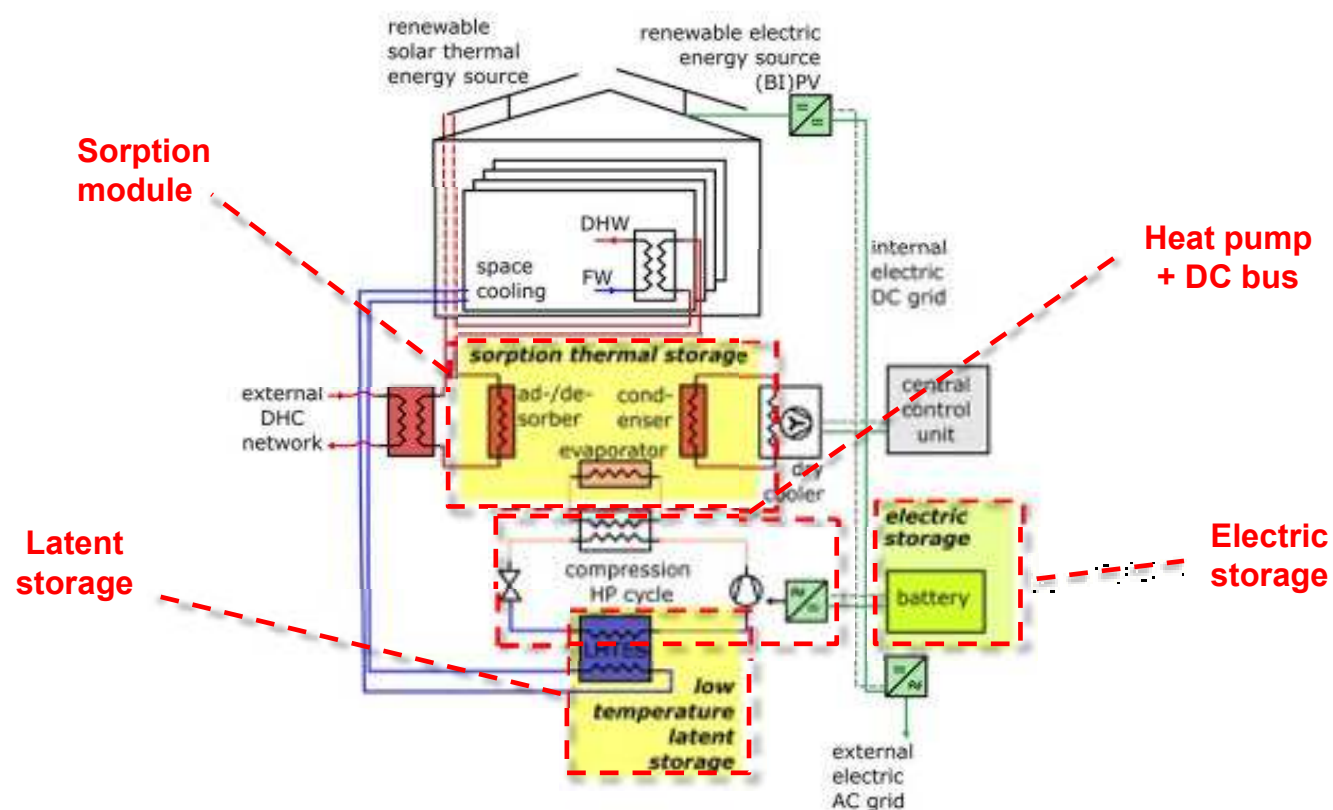 renewable
solar thermal
energy source
renewable electric
energy source
(BI)PV
Sorption
module
DHW
FW
space
cooling
internal
electric
DC grid
Heat pump
+ DC bus
sorption thermal storage
external
DHC
network
ad-/de-
sorber
cond-
enser
evaporator
dry
cooler
central
control
unit
Latent
storage
compression
HP cycle
electric
storage
battery
Electric
storage
LATES
low
temperature
latent
storage
external
electric
AC grid